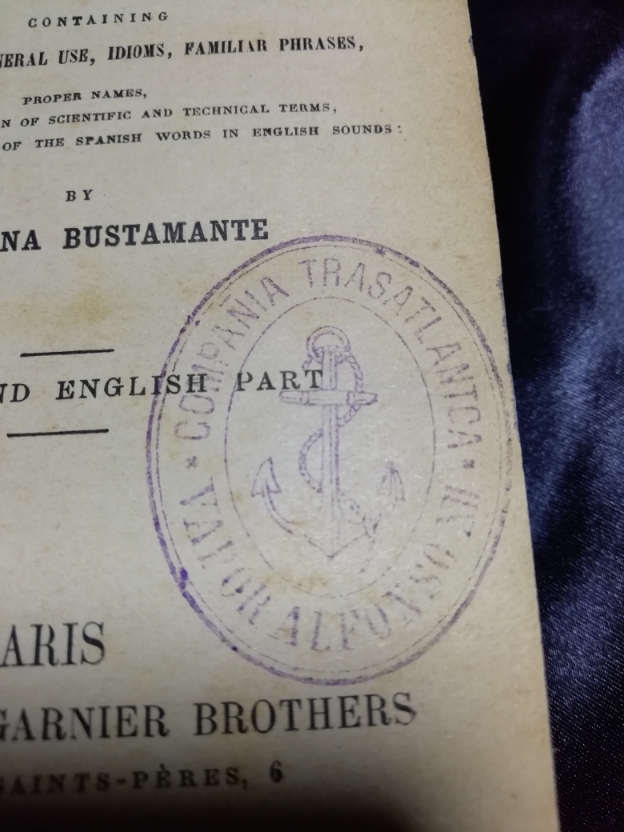 CONTAINING
NERAL USE, IDIOMS, FAMILIAR PHRASES,
PROPER NAMES,
N OF SCIENTIFIC AND TECHNICAL TERMS,
OF THE SPANISH WORDS IN ENGLISH SOUNDS:
BY
NA BUSTAMANTE
ND ENGLISH PART
* COMPAÑIA TRASATLANTCA *
VAPOR ALFONSO
ARIS
GARNIER BROTHERS
SAINTS-PÈRES, 6